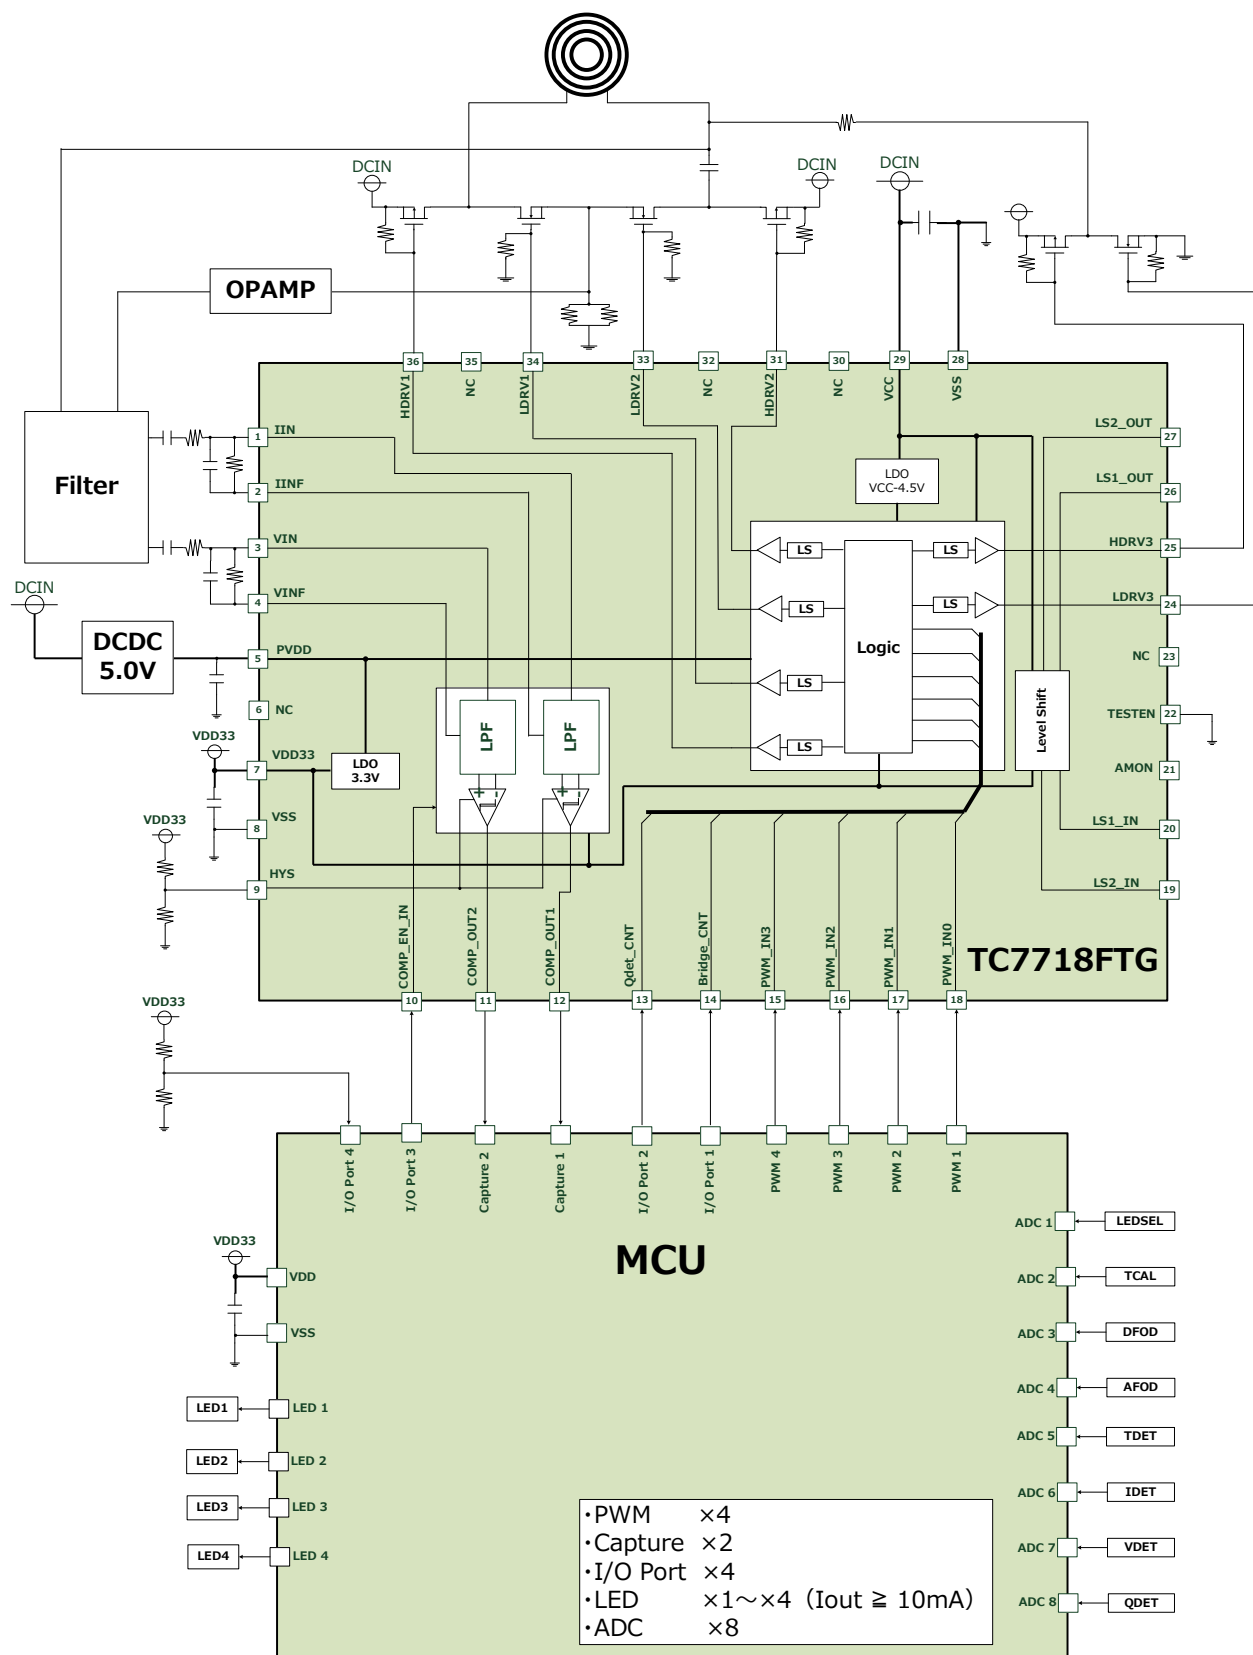 DCIN
DCIN
DCIN
OPAMP
36
35
34
33
32
31
30
29
28
HDRV1
NC
LDRV1
LDRV2
NC
HDRV2
NC
VCC
VSS
Filter
1
IIN
2
IINF
3
VIN
4
VINF
DCIN
DCDC
5.0V
5
PVDD
6
NC
VDD33
7
VDD33
8
VSS
VDD33
9
HYS
LDO
3.3V
LPF
LPF
+
-
+
-
LDO
VCC-4.5V
LS
LS
LS
LS
LS
LS
Logic
Level Shift
LS2_OUT
27
LS1_OUT
26
HDRV3
25
LDRV3
24
NC
23
TESTEN
22
AMON
21
LS1_IN
20
LS2_IN
19
COMP_EN_IN
COMP_OUT2
COMP_OUT1
Qdet_CNT
Bridge_CNT
PWM_IN3
PWM_IN2
PWM_IN1
PWM_IN0
TC7718FTG
10
11
12
13
14
15
16
17
18
VDD33
I/O Port 4
I/O Port 3
Capture 2
Capture 1
I/O Port 2
I/O Port 1
PWM 4
PWM 3
PWM 2
PWM 1
MCU
VDD33
VDD
VSS
LED1
LED 1
LED2
LED 2
LED3
LED 3
LED4
LED 4
ADC 1
LEDSEL
ADC 2
TCAL
ADC 3
DFOD
ADC 4
AFOD
ADC 5
TDET
ADC 6
IDET
ADC 7
VDET
ADC 8
QDET
・PWM ×4
・Capture ×2
・I/O Port ×4
・LED ×1～×4（Iout ≧ 10mA）
・ADC ×8